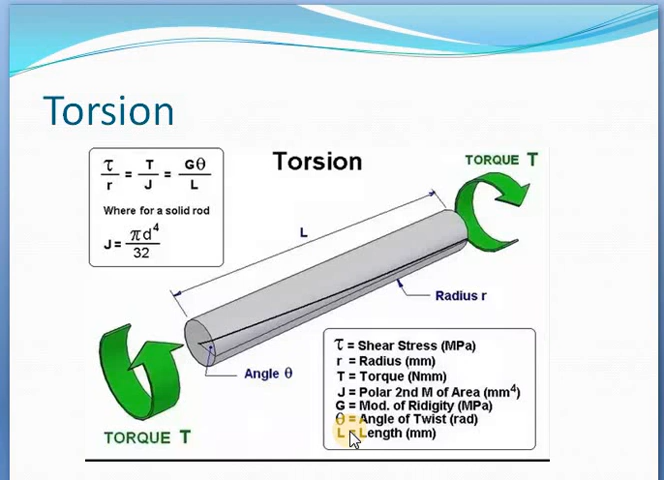 Torsion
τ/r = T/J = Gθ/L
Where for a solid rod
J = πd⁴/32
Torsion
TORQUE T
L
Radius r
Angle θ
TORQUE T
τ = Shear Stress (MPa)
r = Radius (mm)
T = Torque (Nmm)
J = Polar 2nd M of Area (mm⁴)
G = Mod. of Ridigity (MPa)
θ = Angle of Twist (rad)
L = Length (mm)